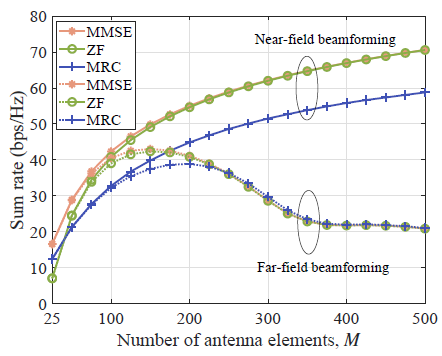 80
70
60
50
40
30
20
10
0
Sum rate (bps/Hz)
MMSE
ZF
MRC
MMSE
ZF
MRC
Near-field beamforming
Far-field beamforming
25 100 200 300 400 500
Number of antenna elements, M